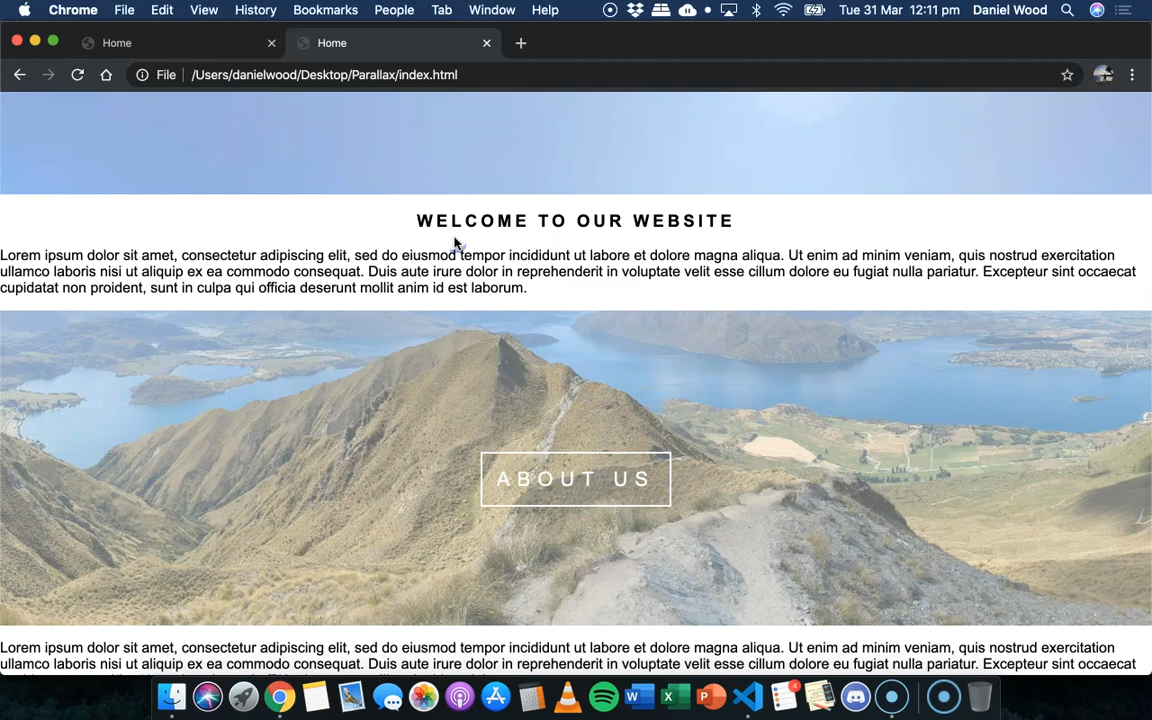 Chrome File Edit View History Bookmarks People Tab Window Help Tue 31 Mar 12:11 pm Daniel Wood
Home Home
File /Users/danielwood/Desktop/Parallax/index.html
WELCOME TO OUR WEBSITE
Lorem ipsum dolor sit amet, consectetur adipiscing elit, sed do eiusmod tempor incididunt ut labore et dolore magna aliqua. Ut enim ad minim veniam, quis nostrud exercitation
ullamco laboris nisi ut aliquip ex ea commodo consequat. Duis aute irure dolor in reprehenderit in voluptate velit esse cillum dolore eu fugiat nulla pariatur. Excepteur sint occaecat
cupidatat non proident, sunt in culpa qui officia deserunt mollit anim id est laborum.
ABOUT US
Lorem ipsum dolor sit amet, consectetur adipiscing elit, sed do eiusmod tempor incididunt ut labore et dolore magna aliqua. Ut enim ad minim veniam, quis nostrud exercitation
ullamco laboris nisi ut aliquip ex ea commodo consequat. Duis aute irure dolor in reprehenderit in voluptate velit esse cillum dolore eu fugiat nulla pariatur. Excepteur sint occaecat
W X P 4